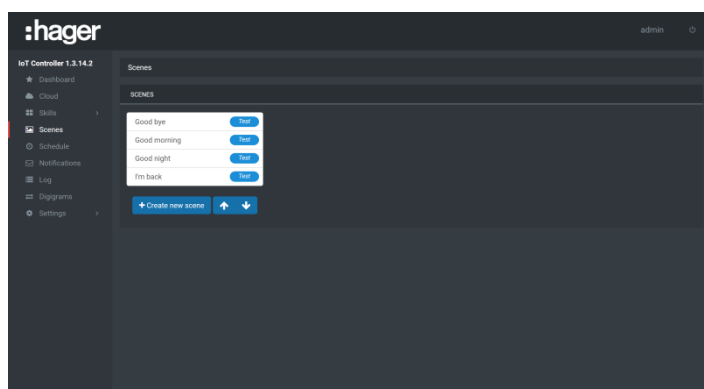 :hager
admin
IoT Controller 1.3.14.2
Dashboard
Cloud
Skills
Scenes
Schedule
Notifications
Log
Digigrams
Settings
Scenes
SCENES
Good bye Test
Good morning Test
Good night Test
I'm back Test
+ Create new scene